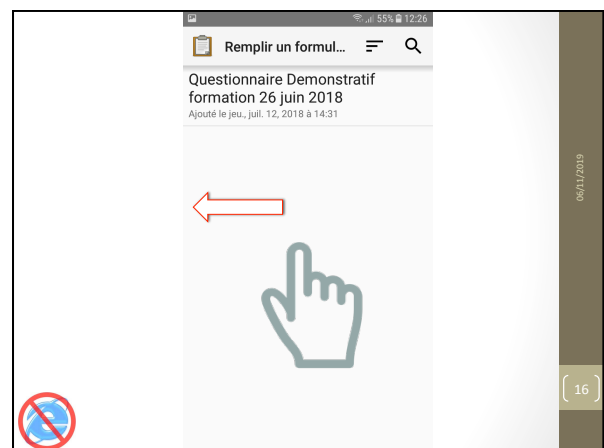 55% 12:26
Remplir un formul...
Questionnaire Demonstratif
formation 26 juin 2018
Ajouté le jeu., juil. 12, 2018 à 14:31
06/11/2019
16